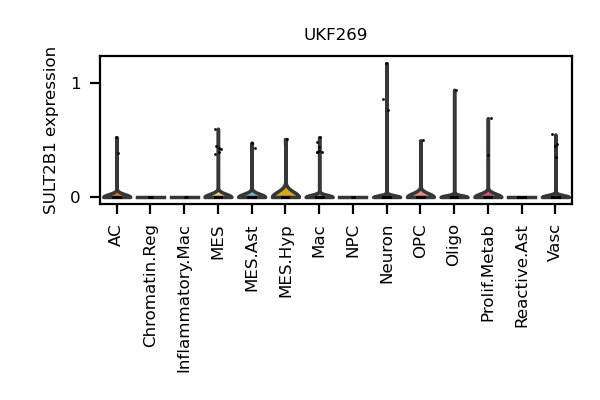 UKF269
SULT2B1 expression
1
0
AC
Chromatin.Reg
Inflammatory.Mac
MES
MES.Ast
MES.Hyp
Mac
NPC
Neuron
OPC
Oligo
Prolif.Metab
Reactive.Ast
Vasc